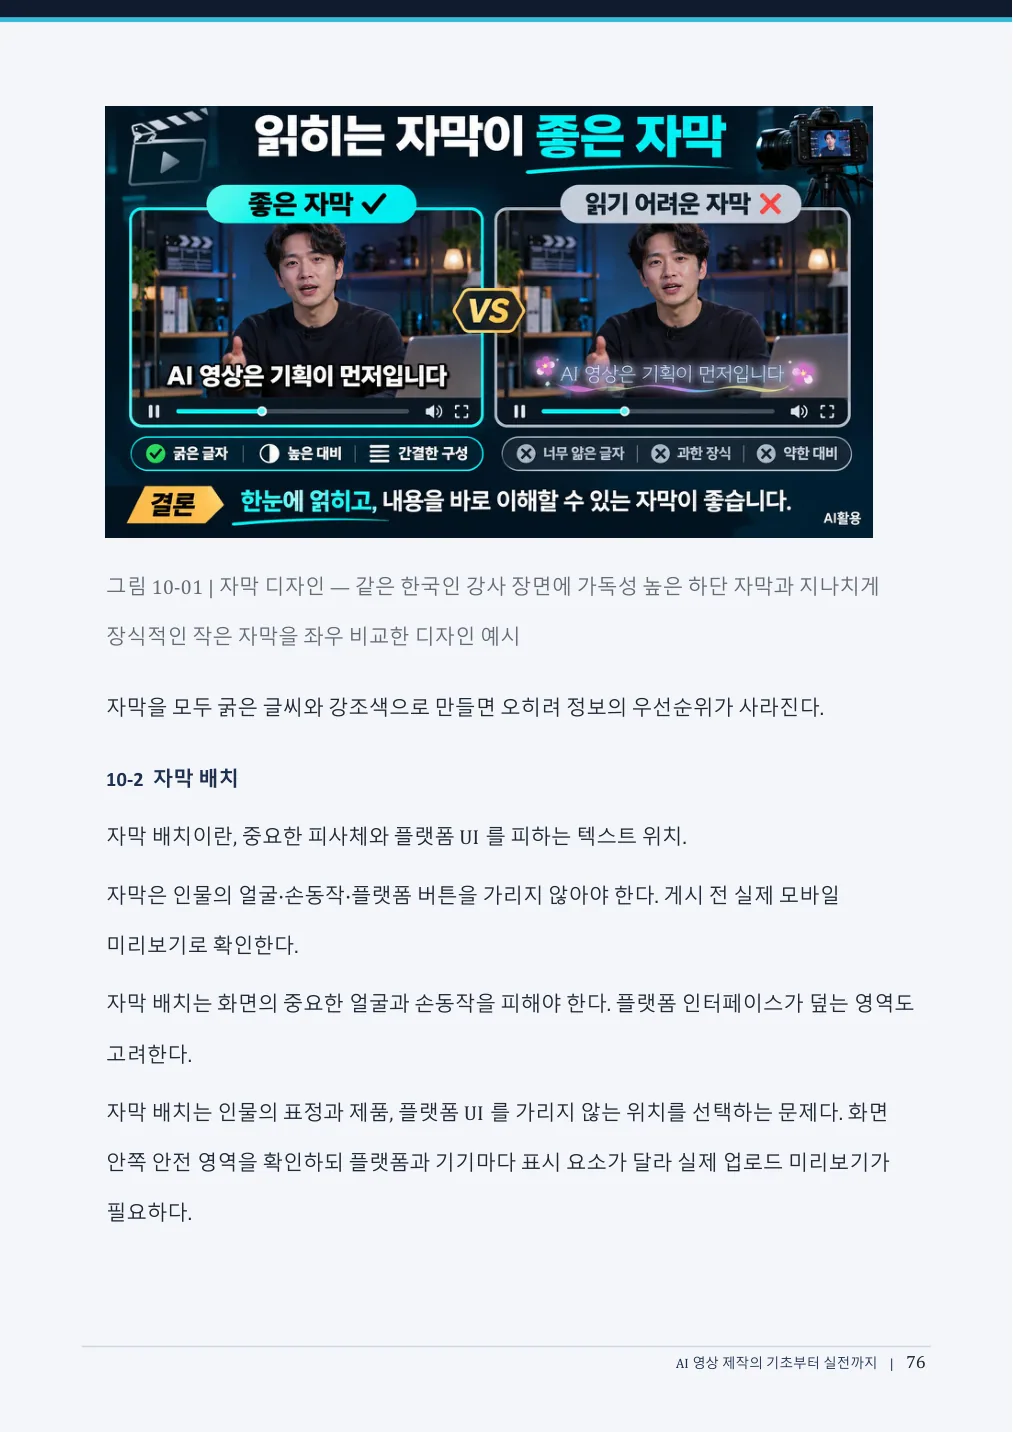 읽히는 자막이 좋은 자막
좋은 자막
읽기 어려운 자막
VS
AI 영상은 기획이 먼저입니다
AI 영상은 기획이 먼저입니다
굵은 글자 | 높은 대비 | 간결한 구성
너무 얇은 글자 | 과한 장식 | 약한 대비
결론
한눈에 읽히고, 내용을 바로 이해할 수 있는 자막이 좋습니다.
AI활용
그림 10-01 | 자막 디자인 — 같은 한국인 강사 장면에 가독성 높은 하단 자막과 지나치게
장식적인 작은 자막을 좌우 비교한 디자인 예시
자막을 모두 굵은 글씨와 강조색으로 만들면 오히려 정보의 우선순위가 사라진다.
10-2 자막 배치
자막 배치이란, 중요한 피사체와 플랫폼 UI 를 피하는 텍스트 위치.
자막은 인물의 얼굴·손동작·플랫폼 버튼을 가리지 않아야 한다. 게시 전 실제 모바일
미리보기로 확인한다.
자막 배치는 화면의 중요한 얼굴과 손동작을 피해야 한다. 플랫폼 인터페이스가 덮는 영역도
고려한다.
자막 배치는 인물의 표정과 제품, 플랫폼 UI 를 가리지 않는 위치를 선택하는 문제다. 화면
안쪽 안전 영역을 확인하되 플랫폼과 기기마다 표시 요소가 달라 실제 업로드 미리보기가
필요하다.
AI 영상 제작의 기초부터 실전까지 | 76